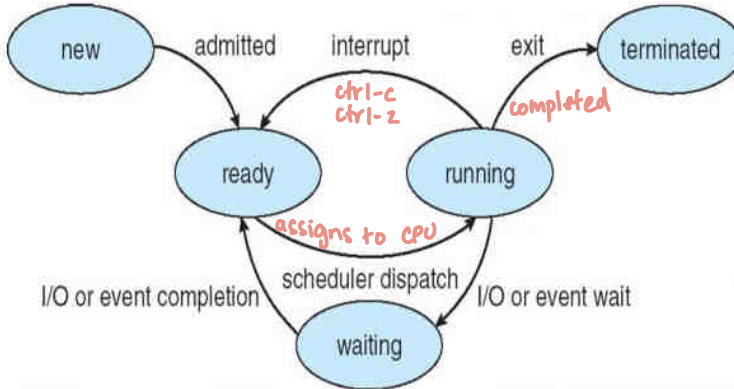 new
admitted
interrupt
exit
terminated
ctrl-c
ctrl-z
completed
ready
running
assigns to CPU
I/O or event completion
scheduler dispatch
I/O or event wait
waiting